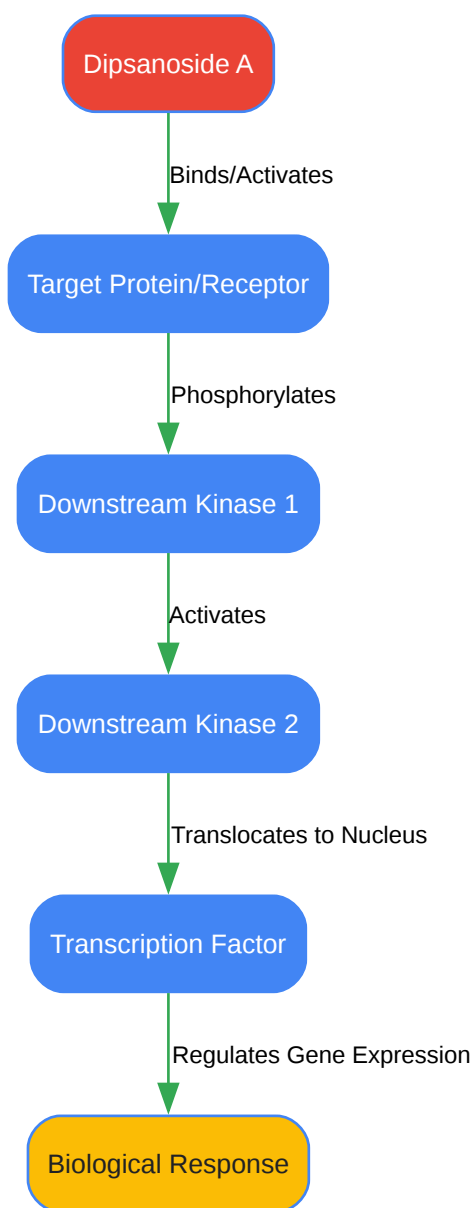 Dipsanoside A
Binds/Activates
Target Protein/Receptor
Phosphorylates
Downstream Kinase 1
Activates
Downstream Kinase 2
Translocates to Nucleus
Transcription Factor
Regulates Gene Expression
Biological Response